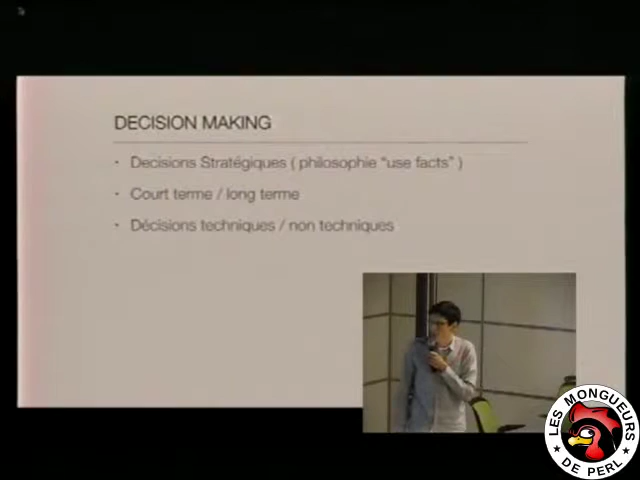 DECISION MAKING
• Decisions Stratégiques ( philosophie "use facts" )
• Court terme / long terme
• Décisions techniques / non techniques
LES MONGUEURS
★ DE PERL ★